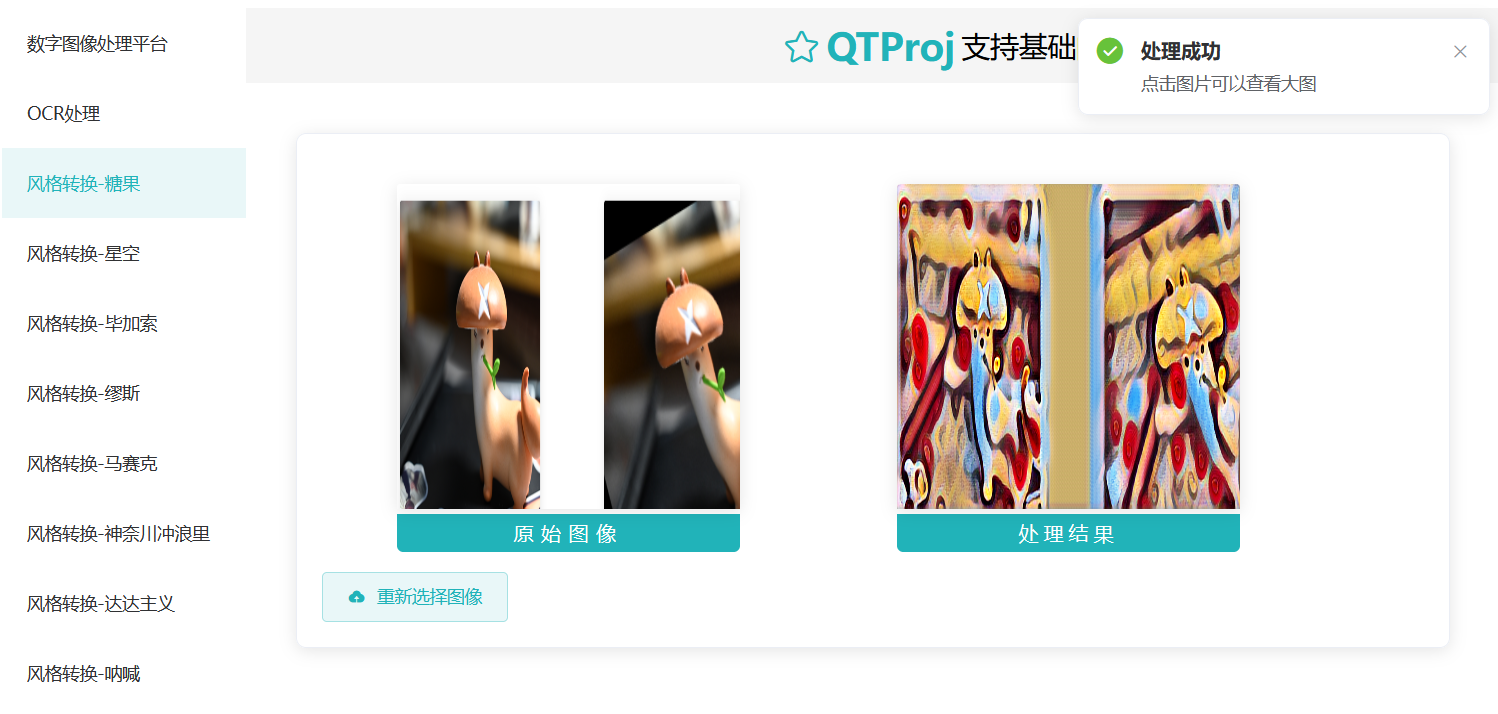 数字图像处理平台
OCR处理
风格转换-糖果
风格转换-星空
风格转换-毕加索
风格转换-缪斯
风格转换-马赛克
风格转换-神奈川冲浪里
风格转换-达达主义
风格转换-呐喊
QTProj 支持基础
处理成功
点击图片可以查看大图
原始图像
处理结果
重新选择图像